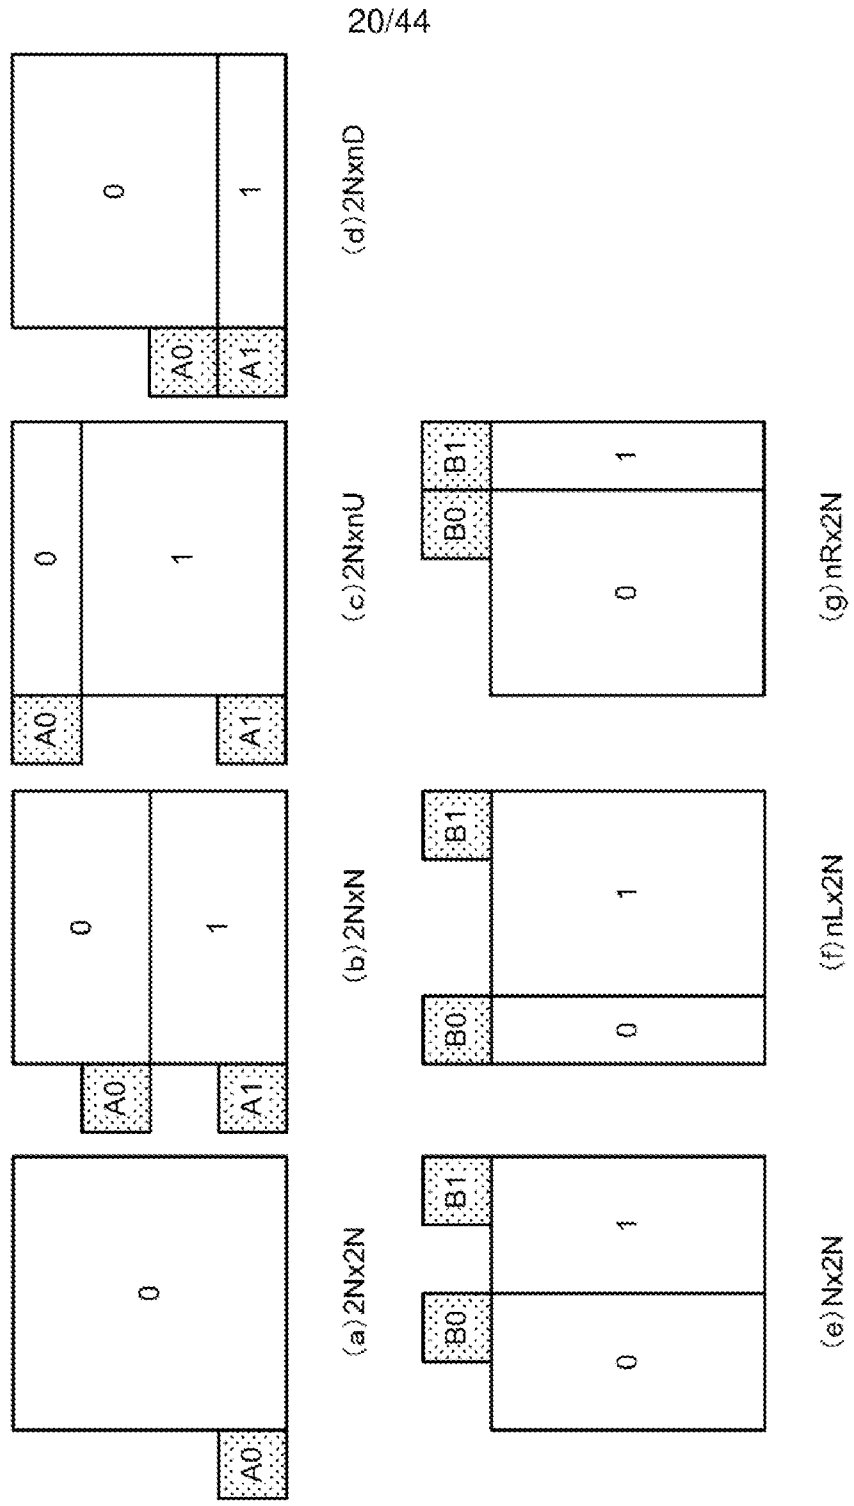 20/44
0
A0
(a) 2Nx2N
0
A0
1
A1
(b) 2NxN
A0 0
1
A1
(c) 2NxnU
0
A0
A1 1
(d) 2NxnD
B0 B1
0 1
(e) Nx2N
B0 B1
0 1
(f) nLx2N
B0 B1
0 1
(g) nRx2N